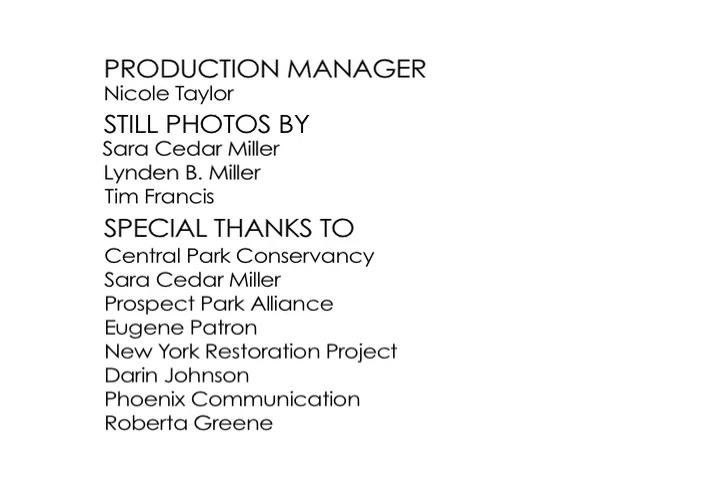 PRODUCTION MANAGER
Nicole Taylor
STILL PHOTOS BY
Sara Cedar Miller
Lynden B. Miller
Tim Francis
SPECIAL THANKS TO
Central Park Conservancy
Sara Cedar Miller
Prospect Park Alliance
Eugene Patron
New York Restoration Project
Darin Johnson
Phoenix Communication
Roberta Greene